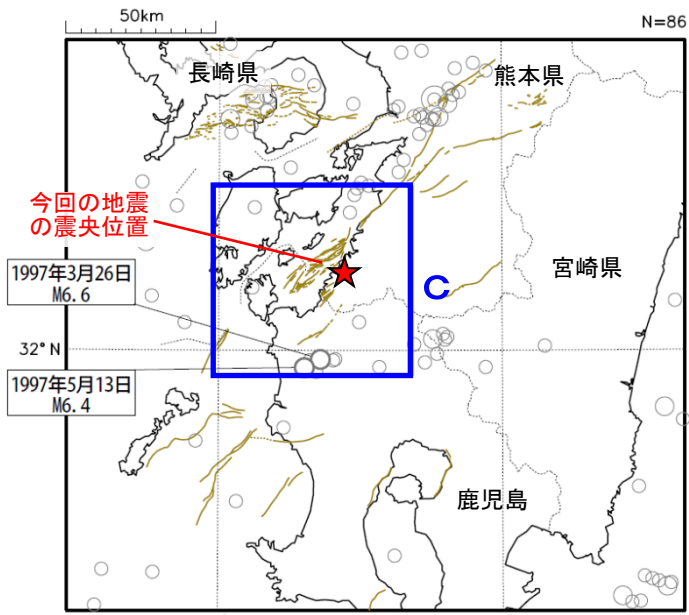 50km
N=86
長崎県
熊本県
今回の地震
の震央位置
1997年3月26日
M6.6
宮崎県
C
32°N
1997年5月13日
M6.4
鹿児島